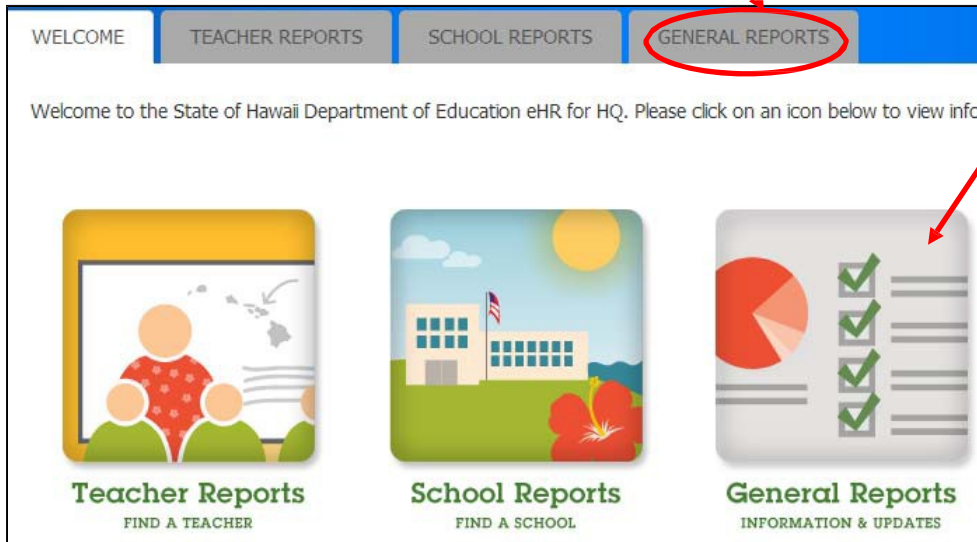 WELCOME TEACHER REPORTS SCHOOL REPORTS GENERAL REPORTS
Welcome to the State of Hawaii Department of Education eHR for HQ. Please click on an icon below to view info
Teacher Reports School Reports General Reports
FIND A TEACHER FIND A SCHOOL INFORMATION & UPDATES